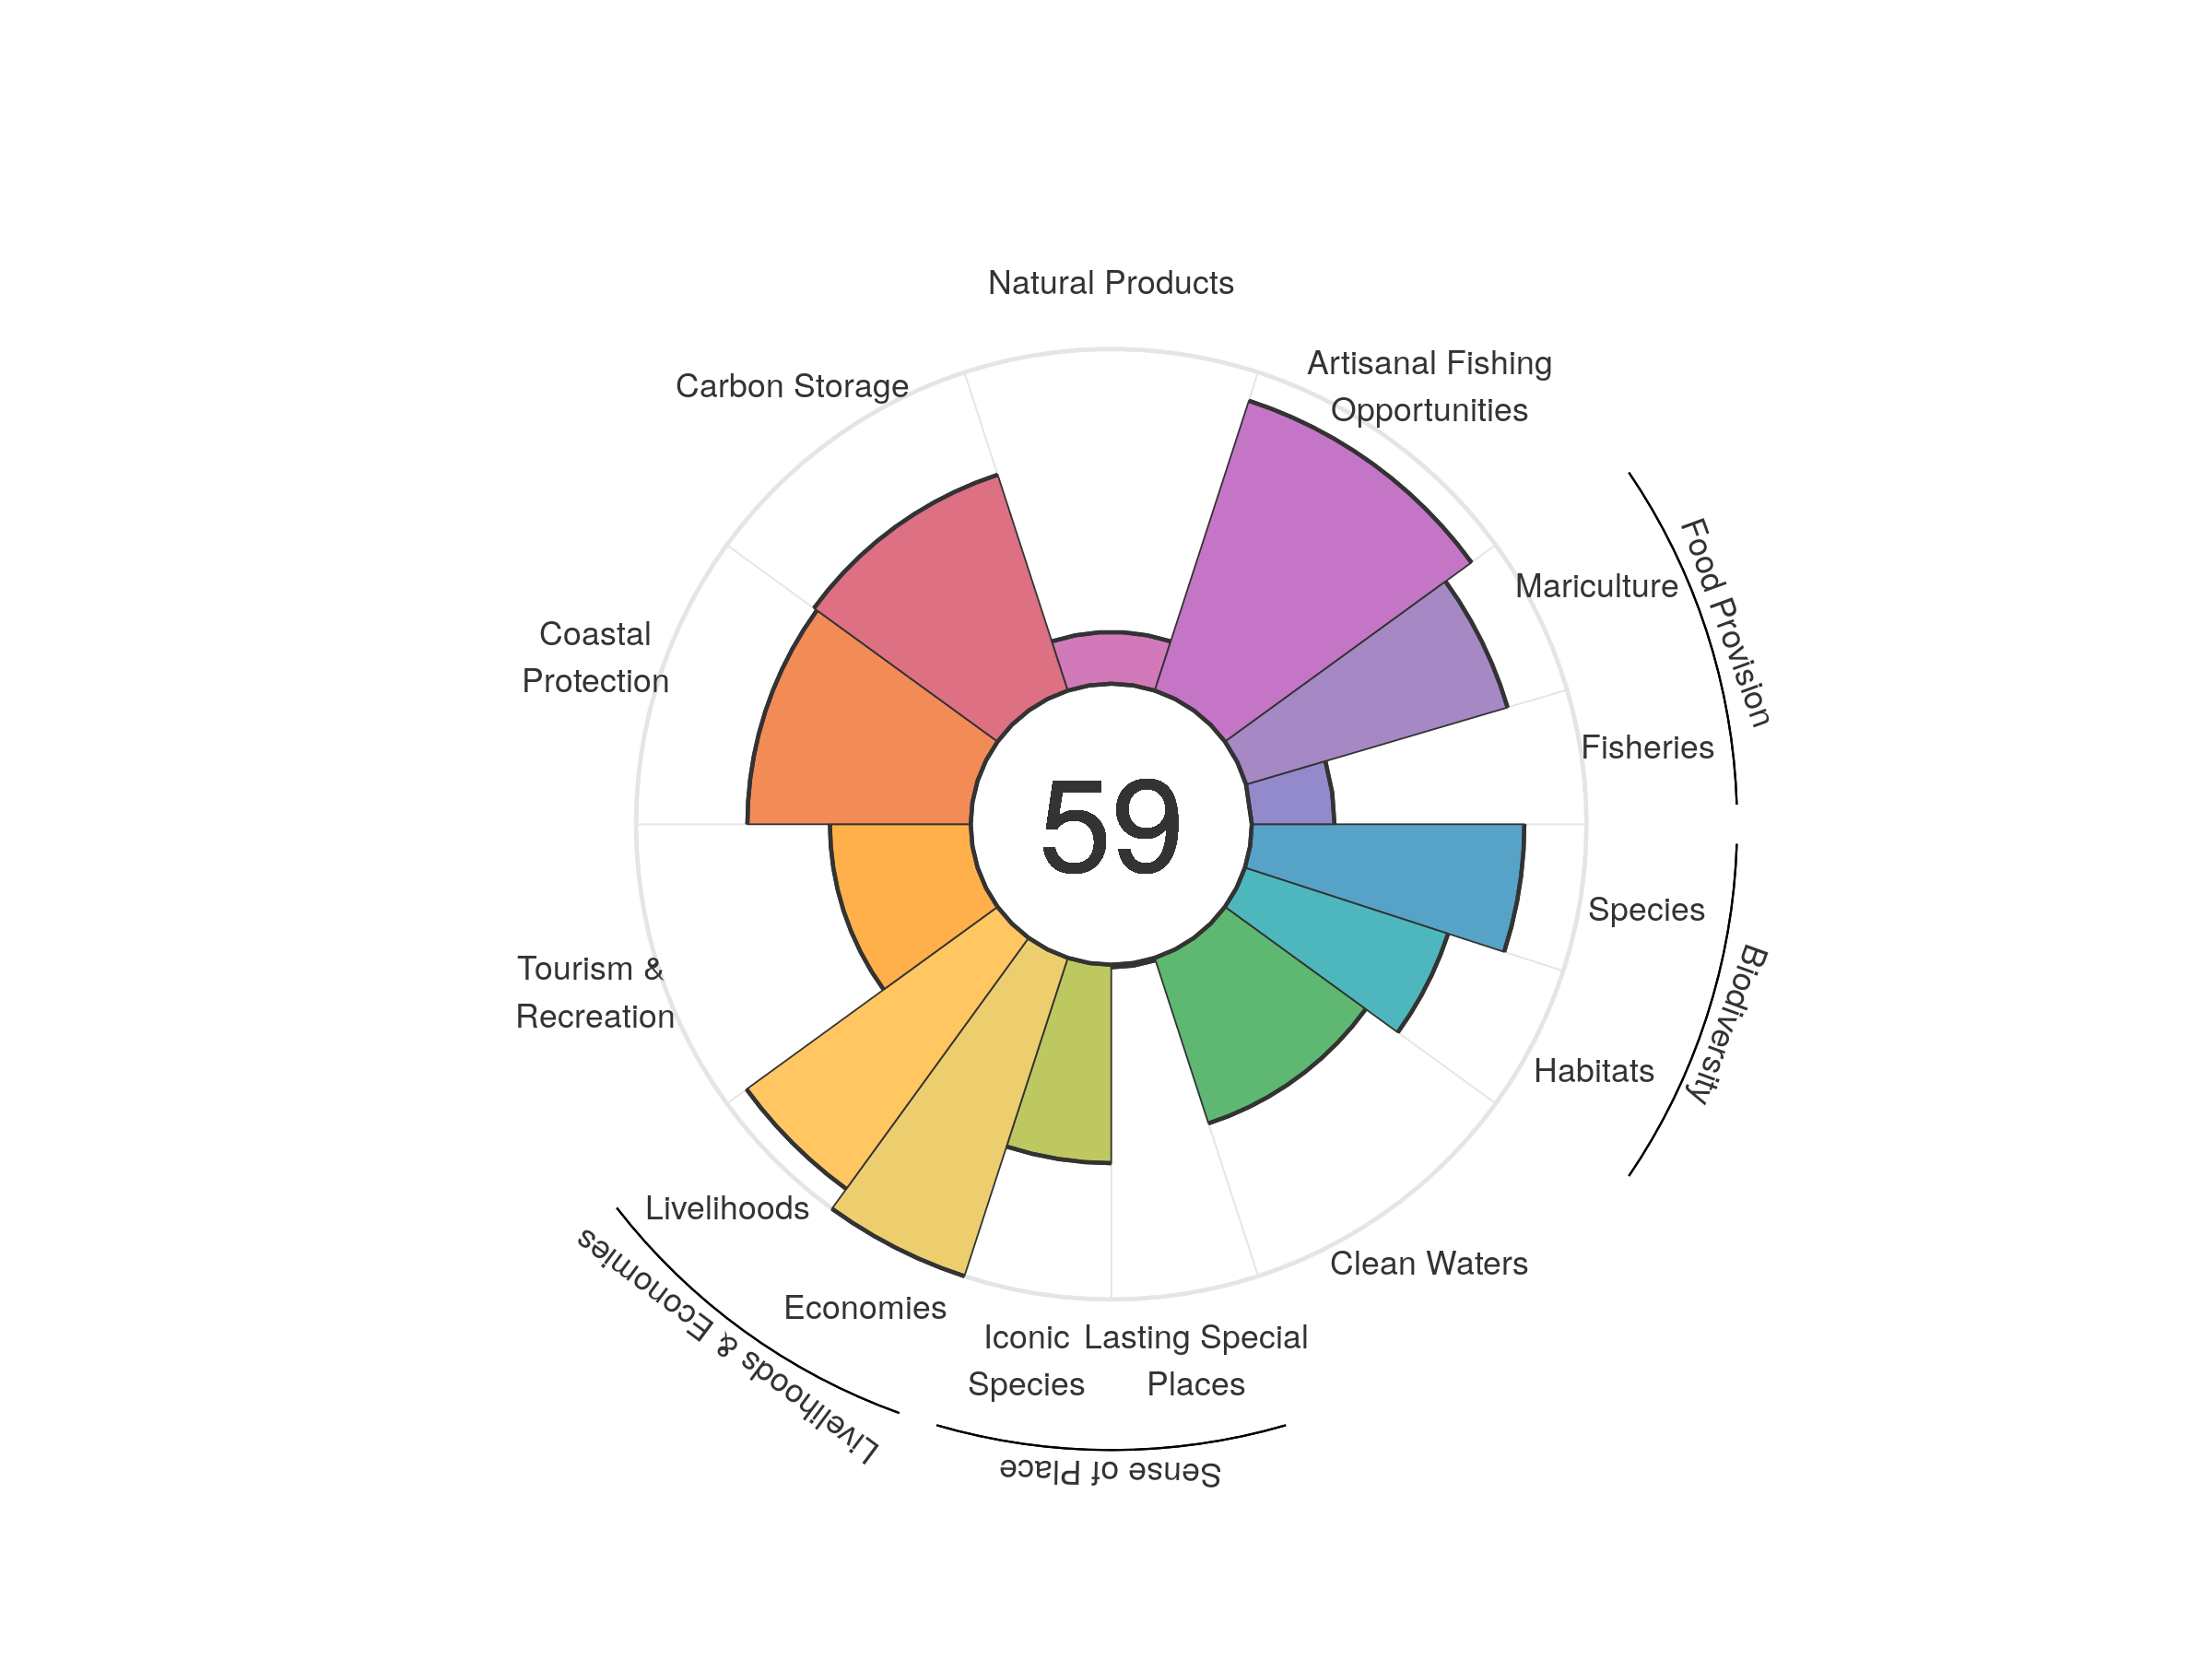 Natural Products
Artisanal Fishing
Opportunities
Carbon Storage
Mariculture
Food Provision
Coastal
Protection
Fisheries
59
Species
Biodiversity
Tourism &
Recreation
Habitats
Livelihoods
Livelihoods & Economies
Clean Waters
Economies
Iconic
Species
Lasting Special
Places
Sense of Place